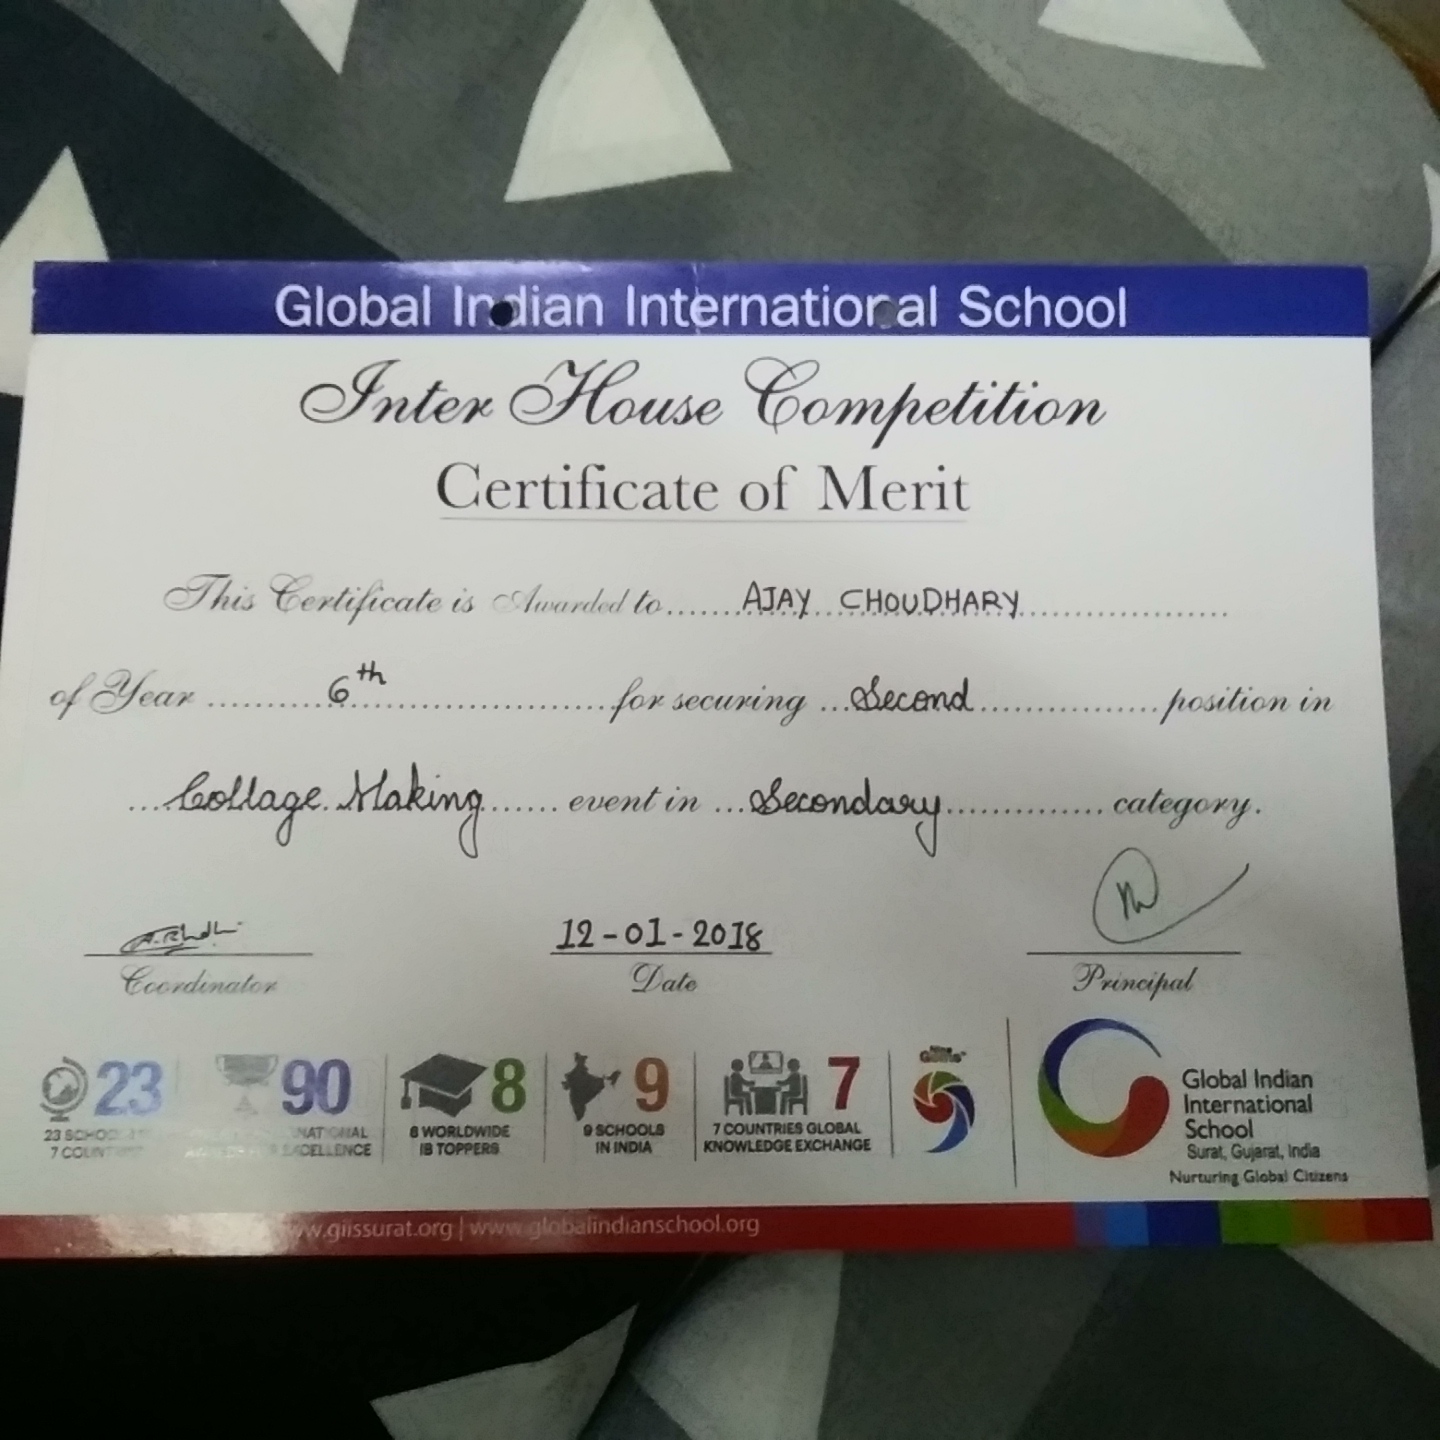 Global Indian International School
Inter House Competition
Certificate of Merit
This Certificate is Awarded to ....... AJAY CHOUDHARY ........................
of Year ........... 6th ........................ for securing ... Second ................ position in
... Collage Making ....... event in ... Secondary .............. category.
12-01-2018
Coordinator Date Principal
23 90 8 9 7
23 8 WORLDWIDE 9 SCHOOLS 7 COUNTRIES GLOBAL
7 EXCELLENCE IB TOPPERS IN INDIA KNOWLEDGE EXCHANGE
Global Indian
International
School
Surat, Gujarat, India
Nurturing Global Citizens
www.giissurat.org | www.globalindianschool.org